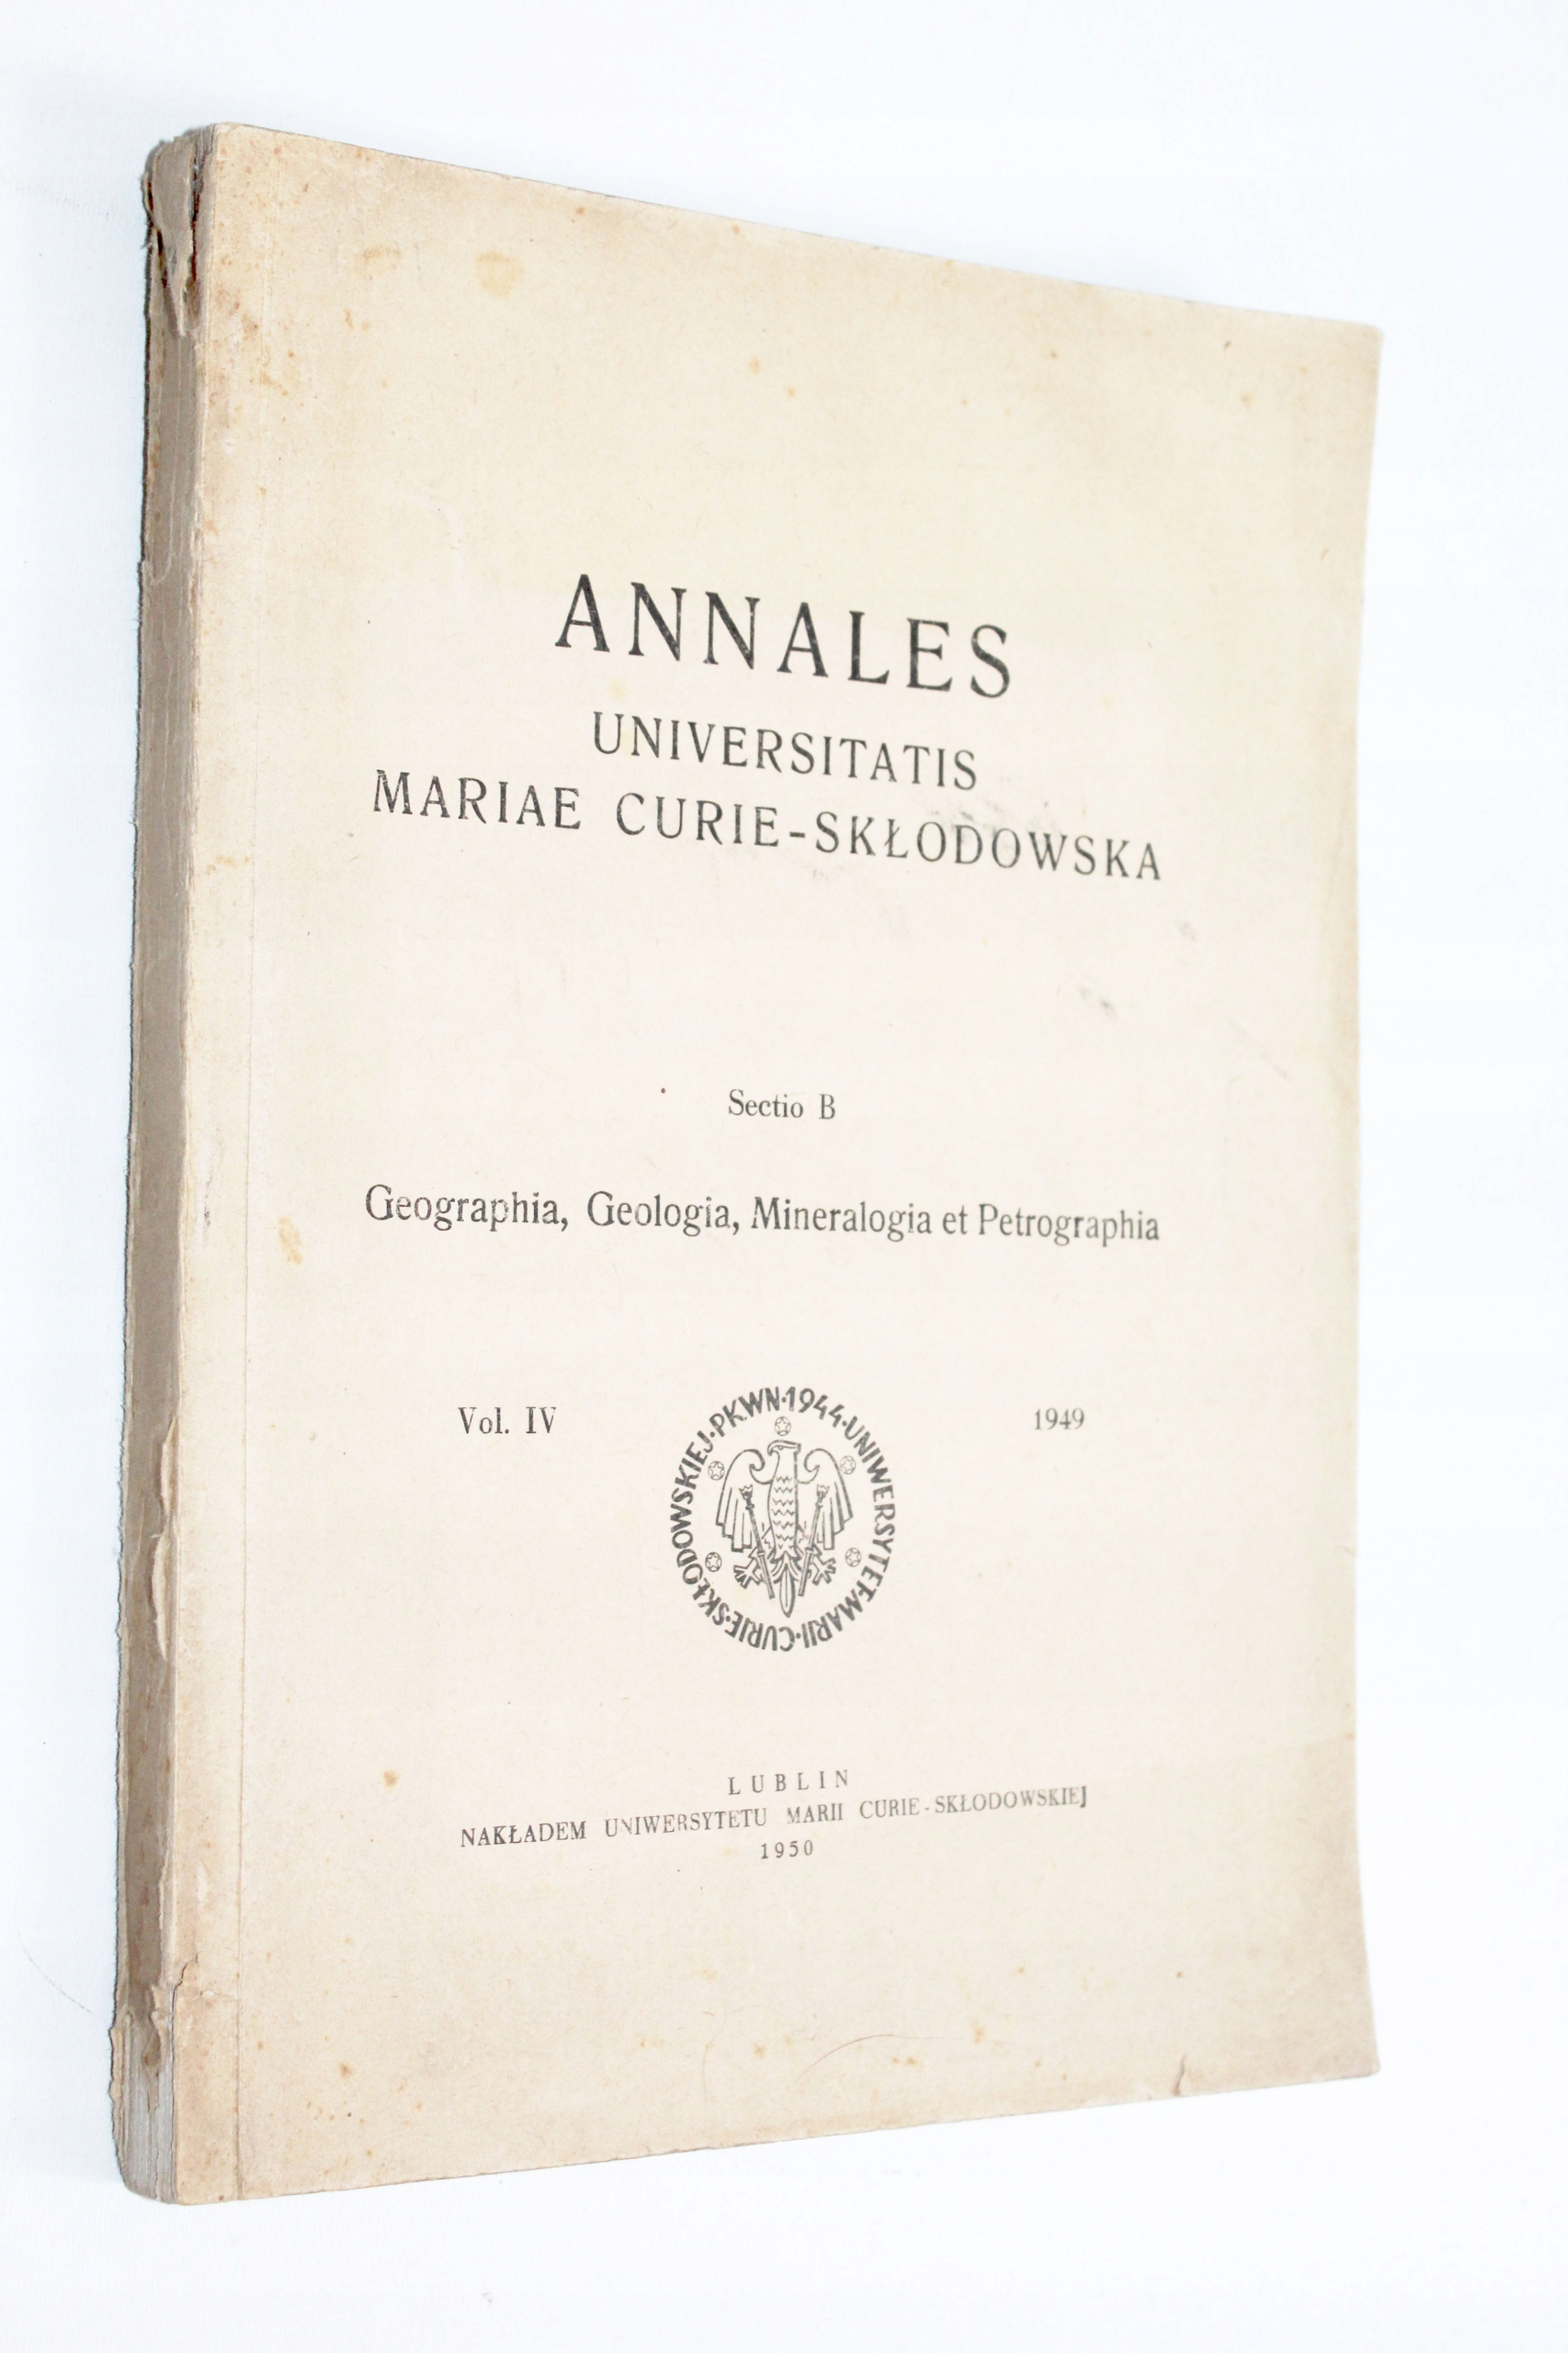 ANNALES
UNIVERSITATIS
MARIAE CURIE-SKŁODOWSKA
Sectio B
Geographia, Geologia, Mineralogia et Petrographia
Vol. IV
PKWN·1944·UNIWERSYTET·MARII·CURIE·SKŁODOWSKIEJ·
1949
LUBLIN
NAKŁADEM UNIWERSYTETU MARII CURIE-SKŁODOWSKIEJ
1950